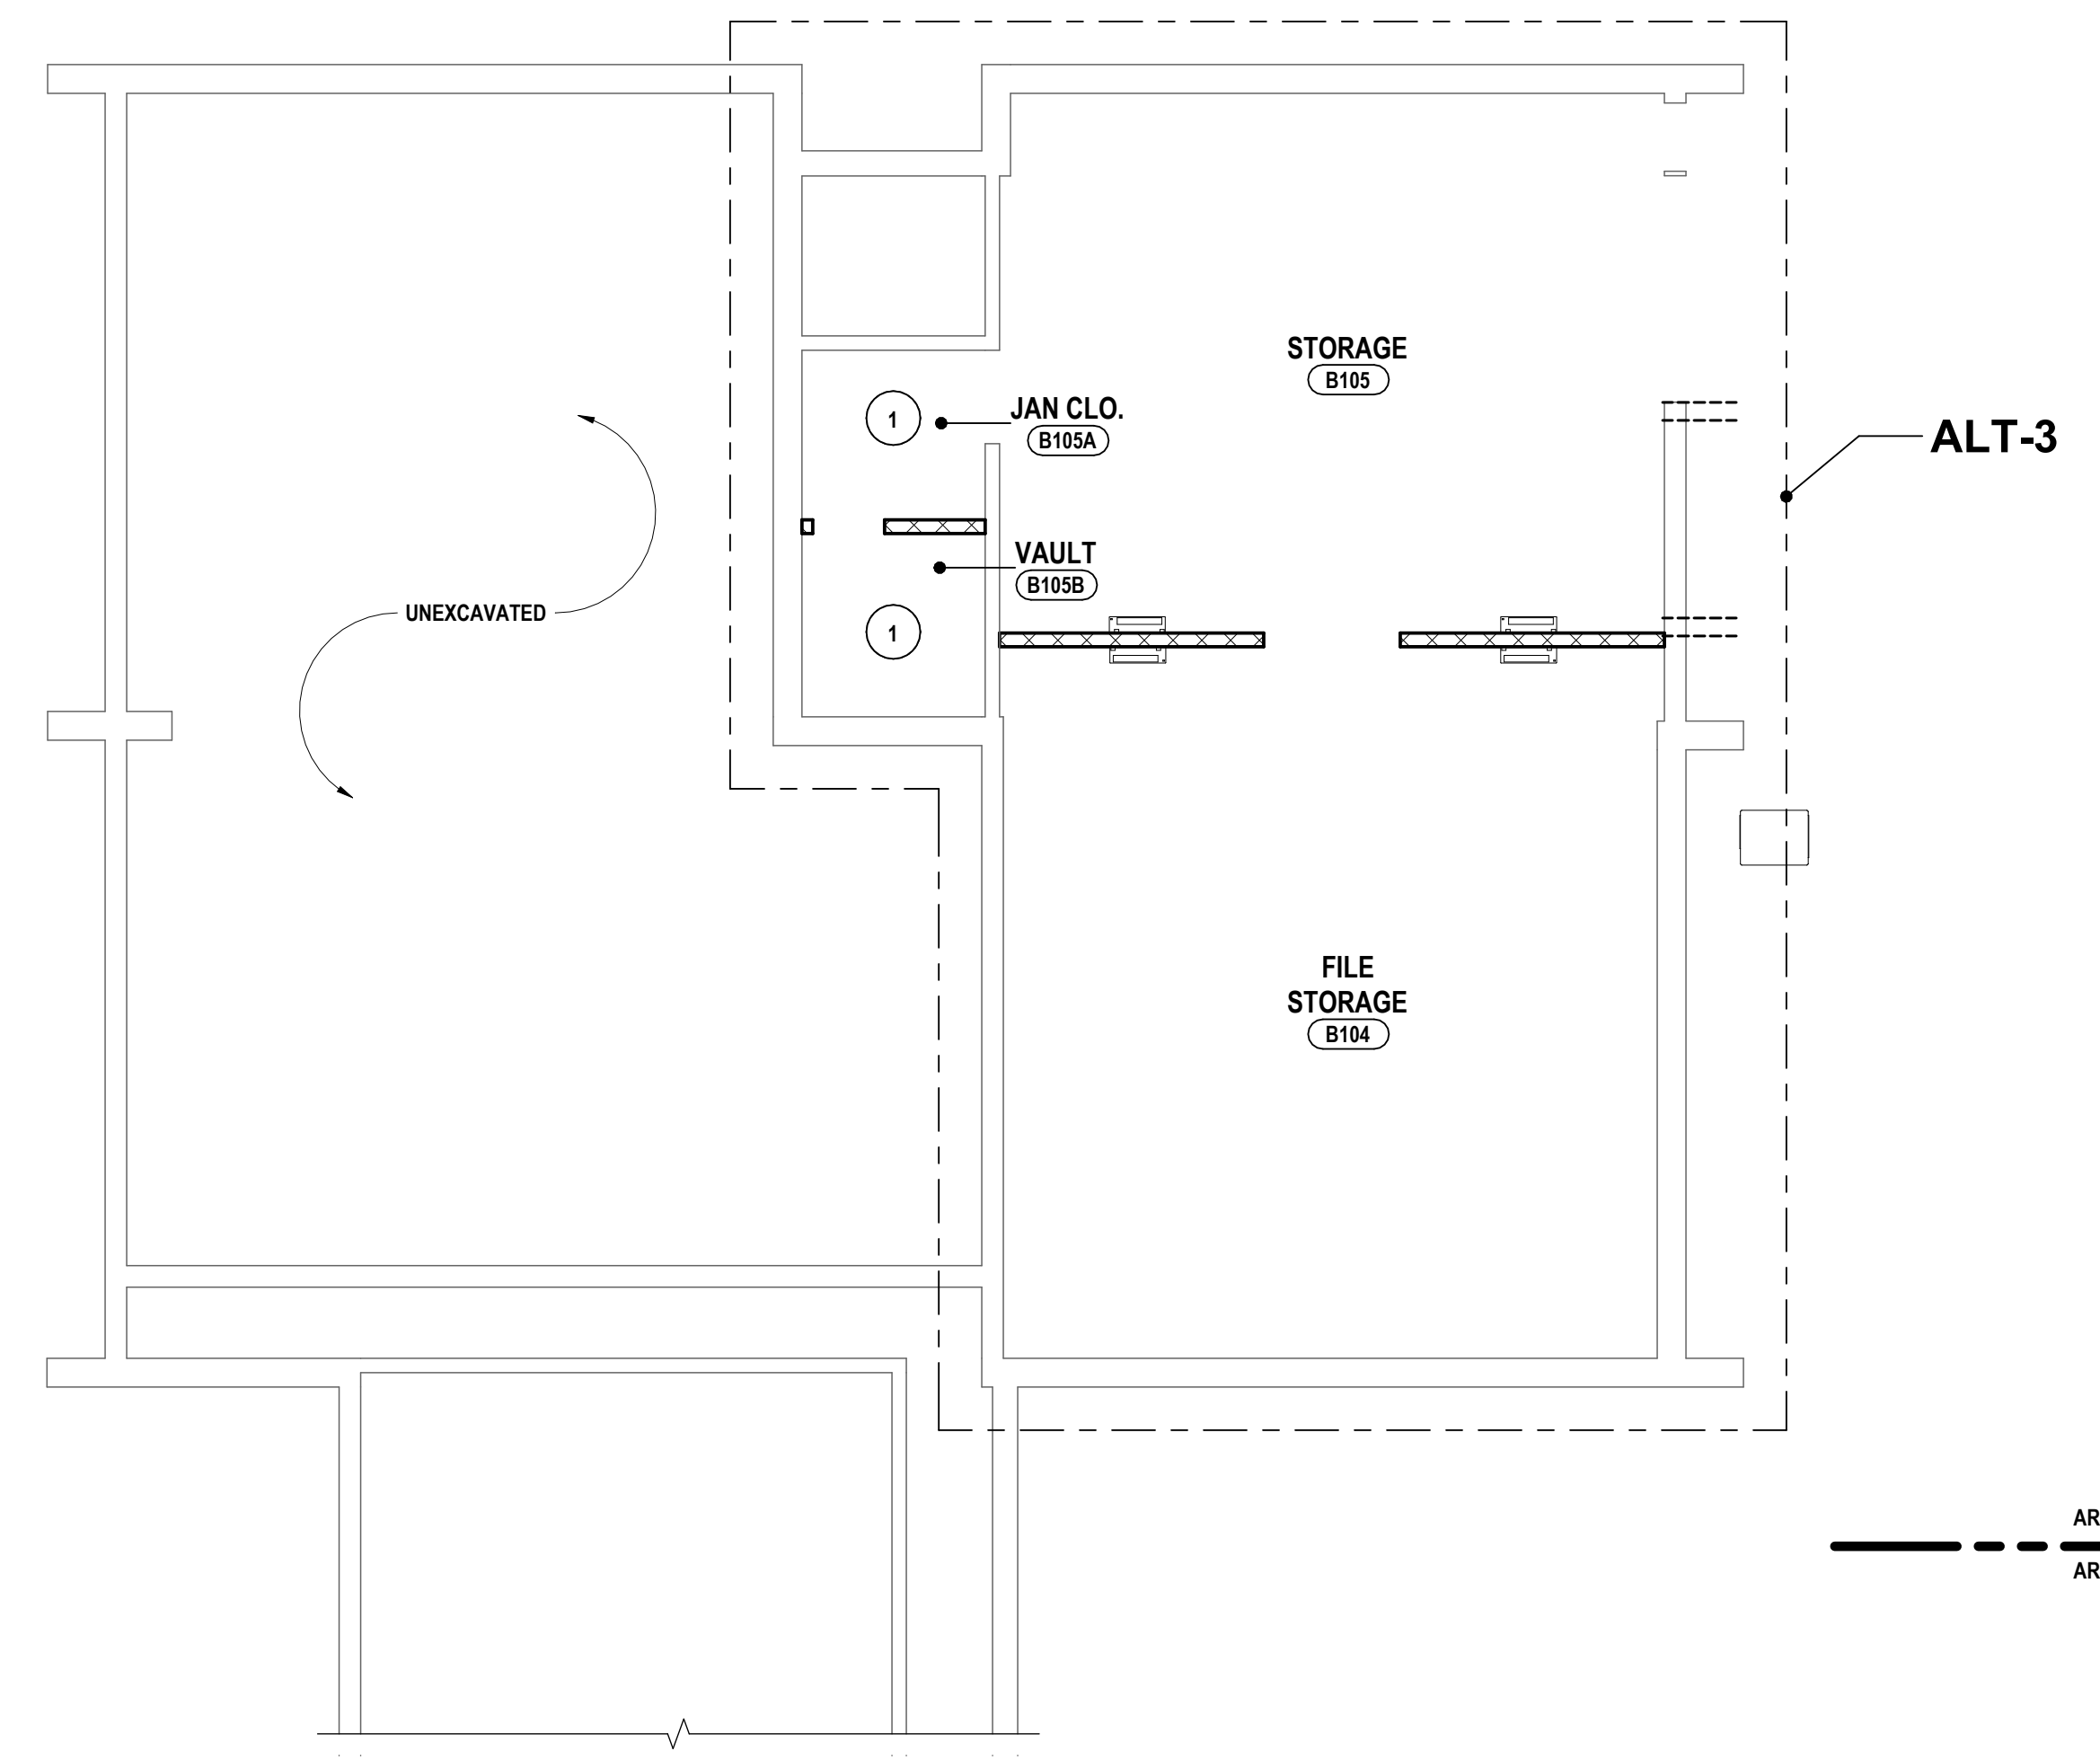 STORAGE
B105
1
JAN CLO.
B105A
ALT-3
VAULT
B105B
UNEXCAVATED
1
FILE
STORAGE
B104
AR
AR